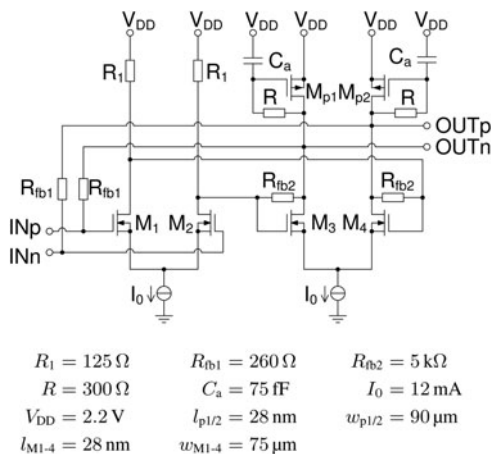 V_DD V_DD V_DD V_DD V_DD V_DD
C_a C_a
R_1 R_1
M_p1 M_p2
R R
OUTp
OUTn
R_fb1 R_fb1 R_fb2 R_fb2
INp M_1 M_2 M_3 M_4
INn
I_0 I_0
R_1 = 125 Ω R_fb1 = 260 Ω R_fb2 = 5 kΩ
R = 300 Ω C_a = 75 fF I_0 = 12 mA
V_DD = 2.2 V l_p1/2 = 28 nm w_p1/2 = 90 μm
l_M1-4 = 28 nm w_M1-4 = 75 μm